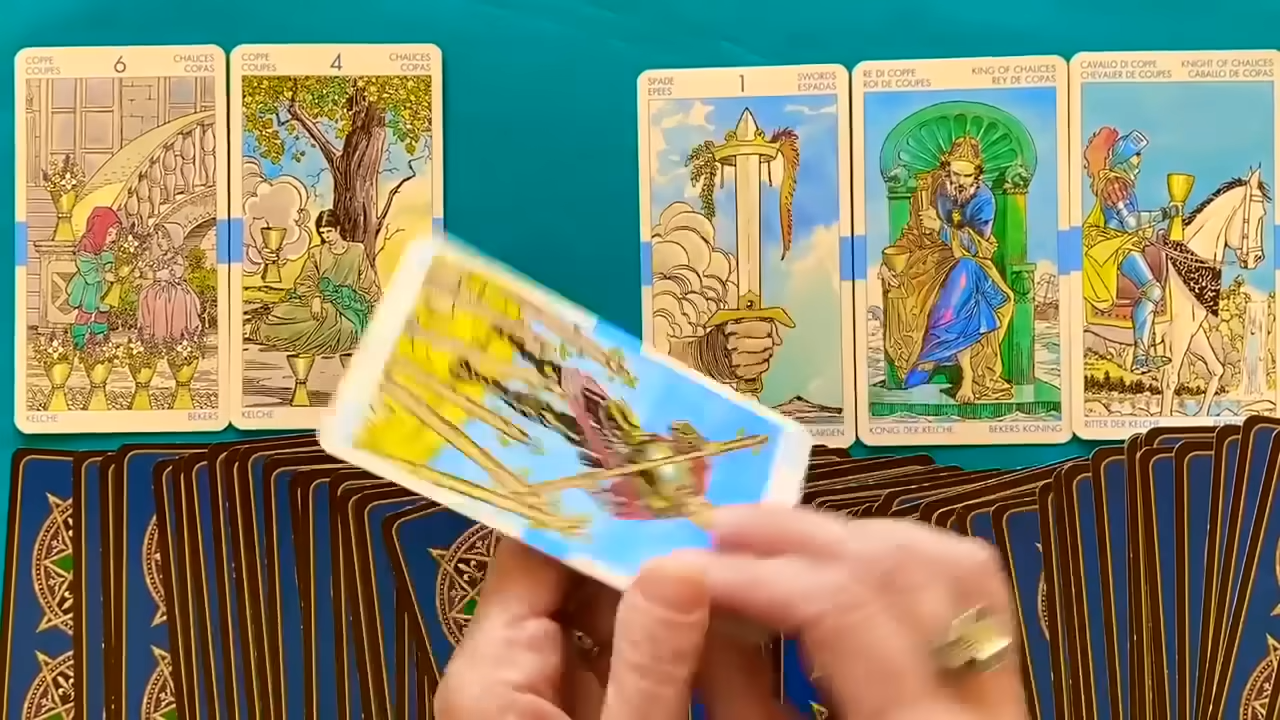 COPPE 6 CHALICES
COUPES COPAS
KELCHE BEKERS
COPPE 4 CHALICES
COUPES COPAS
KELCHE
SPADE 1 SWORDS
EPEES ESPADAS
AARDEN
RE DI COPPE KING OF CHALICES
ROI DE COUPES REY DE COPAS
KÖNIG DER KELCHE BEKERS KONING
CAVALLO DI COPPE KNIGHT OF CHALICES
CHEVALIER DE COUPES CABALLO DE COPAS
RITTER DER KELCHE